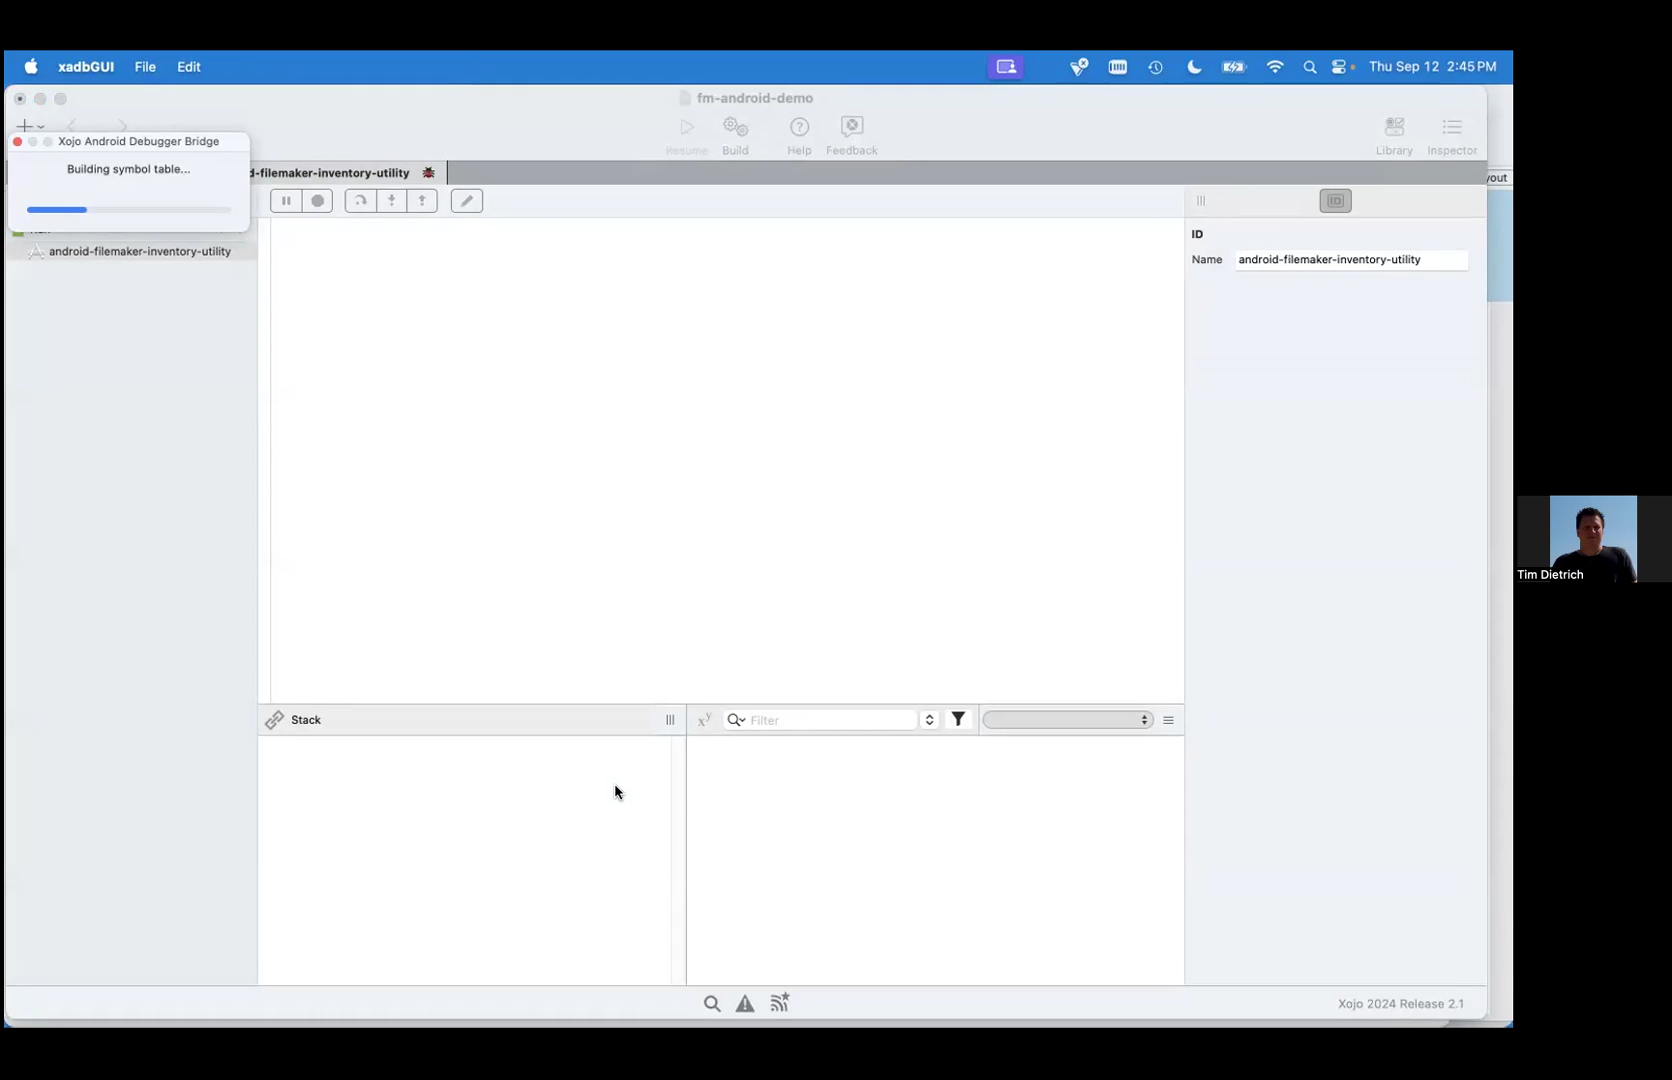 xadbGUI File Edit Thu Sep 12 2:45 PM
fm-android-demo
Resume Build Help Feedback Library Inspector
Xojo Android Debugger Bridge
Building symbol table...
d-filemaker-inventory-utility
yout
ID
ID
android-filemaker-inventory-utility
Name android-filemaker-inventory-utility
Stack
Filter
Tim Dietrich
Xojo 2024 Release 2.1